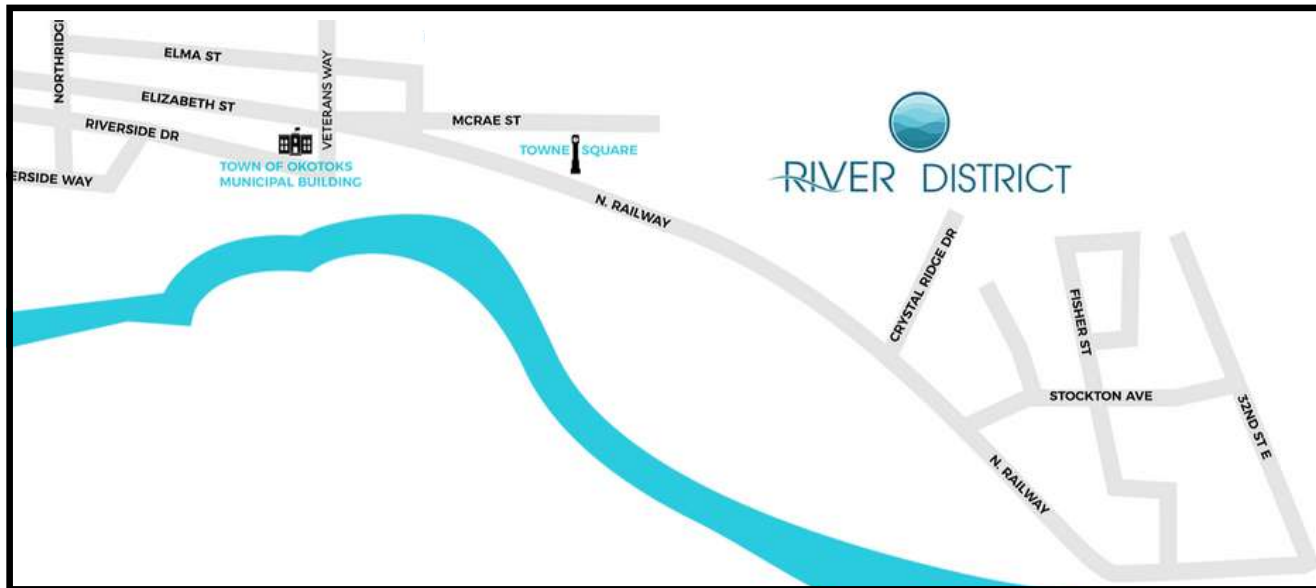 NORTHRIDG
ELMA ST
VETERANS WAY
ELIZABETH ST
MCRAE ST
RIVERSIDE DR
TOWNE SQUARE
TOWN OF OKOTOKS
MUNICIPAL BUILDING
ERSIDE WAY
RIVER DISTRICT
N. RAILWAY
CRYSTAL RIDGE DR
FISHER ST
STOCKTON AVE
32ND ST E
N. RAILWAY